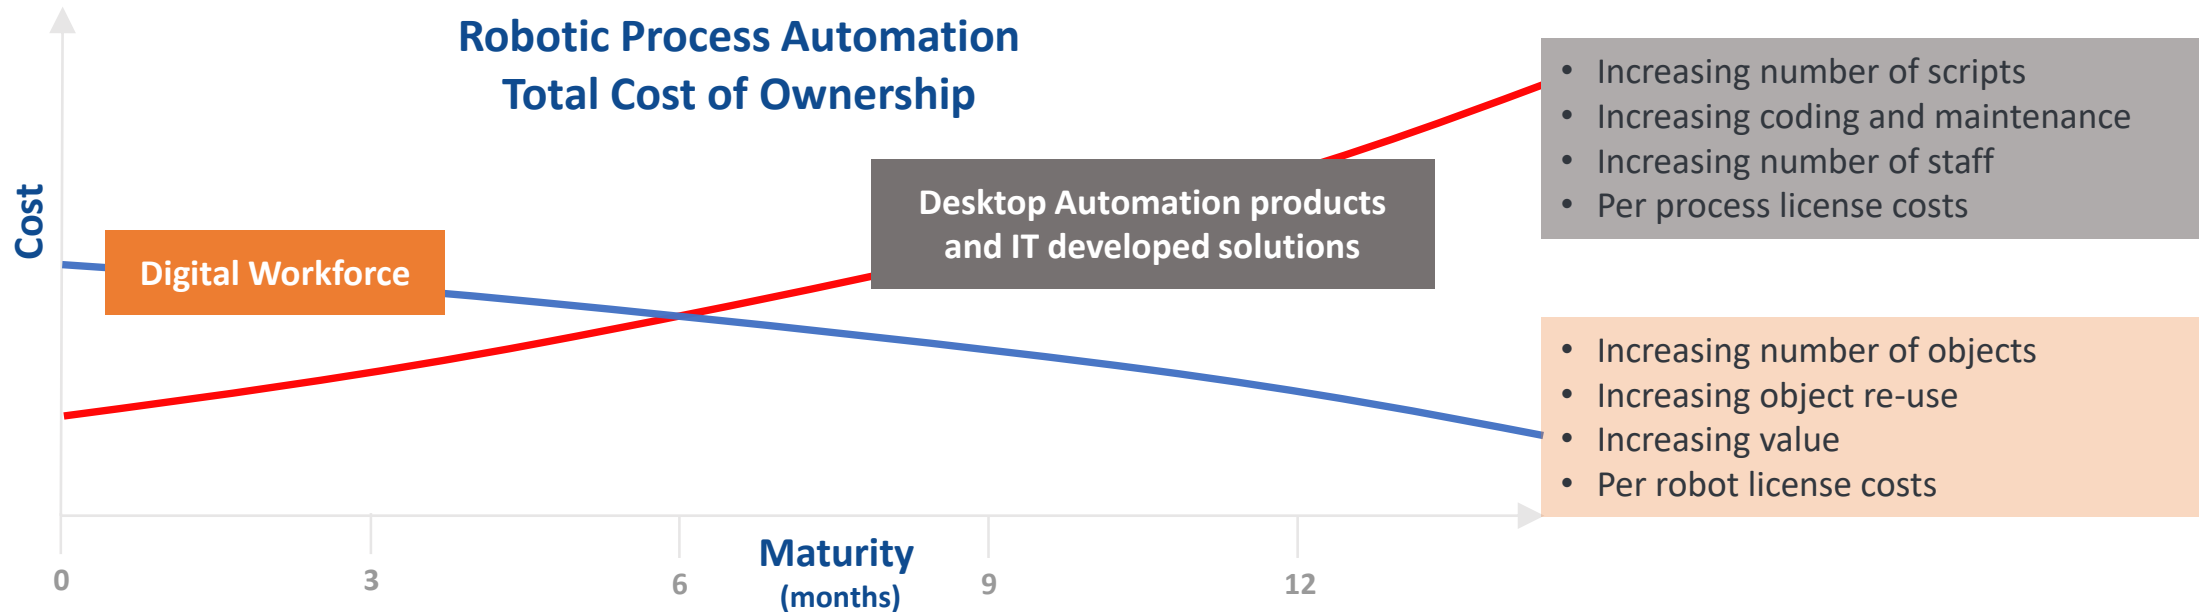 Robotic Process Automation
Total Cost of Ownership
Cost
Digital Workforce
Desktop Automation products
and IT developed solutions
• Increasing number of scripts
• Increasing coding and maintenance
• Increasing number of staff
• Per process license costs
• Increasing number of objects
• Increasing object re-use
• Increasing value
• Per robot license costs
0
3
6
9
12
Maturity
(months)